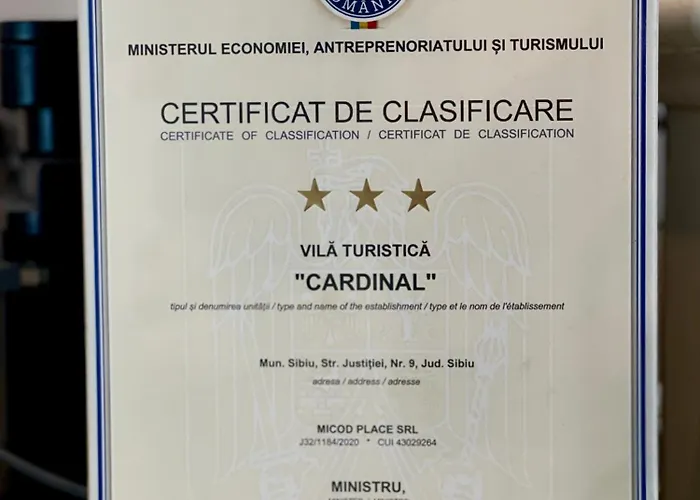 MINISTERUL ECONOMIEI, ANTREPRENORIATULUI ȘI TURISMULUI
CERTIFICAT DE CLASIFICARE
CERTIFICATE OF CLASSIFICATION / CERTIFICAT DE CLASSIFICATION
VILĂ TURISTICĂ
"CARDINAL"
tipul și denumirea unității / type and name of the establishment / type et le nom de l'établissement
Mun. Sibiu, Str. Justiției, Nr. 9, Jud. Sibiu
adresa / address / adresse
MICOD PLACE SRL
J32/1184/2020 * CUI 43029264
MINISTRU,